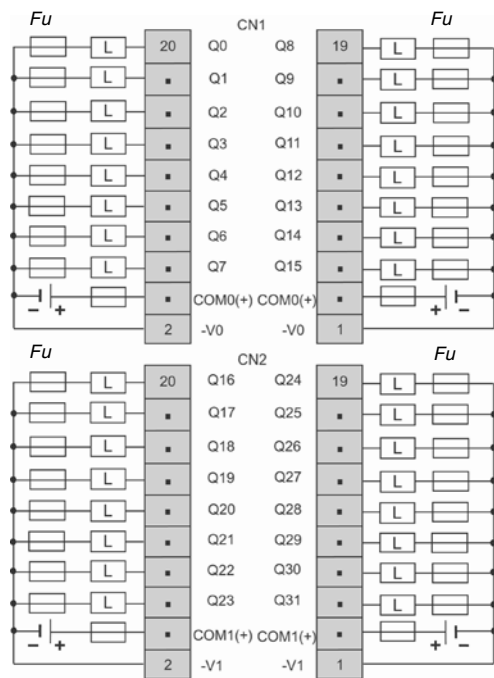 Fu CN1 Fu
L 20 Q0 Q8 19 L
L ▪ Q1 Q9 ▪ L
L ▪ Q2 Q10 ▪ L
L ▪ Q3 Q11 ▪ L
L ▪ Q4 Q12 ▪ L
L ▪ Q5 Q13 ▪ L
L ▪ Q6 Q14 ▪ L
L ▪ Q7 Q15 ▪ L
− + ▪ COM0(+) COM0(+) ▪ + −
2 -V0 -V0 1
Fu CN2 Fu
L 20 Q16 Q24 19 L
L ▪ Q17 Q25 ▪ L
L ▪ Q18 Q26 ▪ L
L ▪ Q19 Q27 ▪ L
L ▪ Q20 Q28 ▪ L
L ▪ Q21 Q29 ▪ L
L ▪ Q22 Q30 ▪ L
L ▪ Q23 Q31 ▪ L
− + ▪ COM1(+) COM1(+) ▪ + −
2 -V1 -V1 1